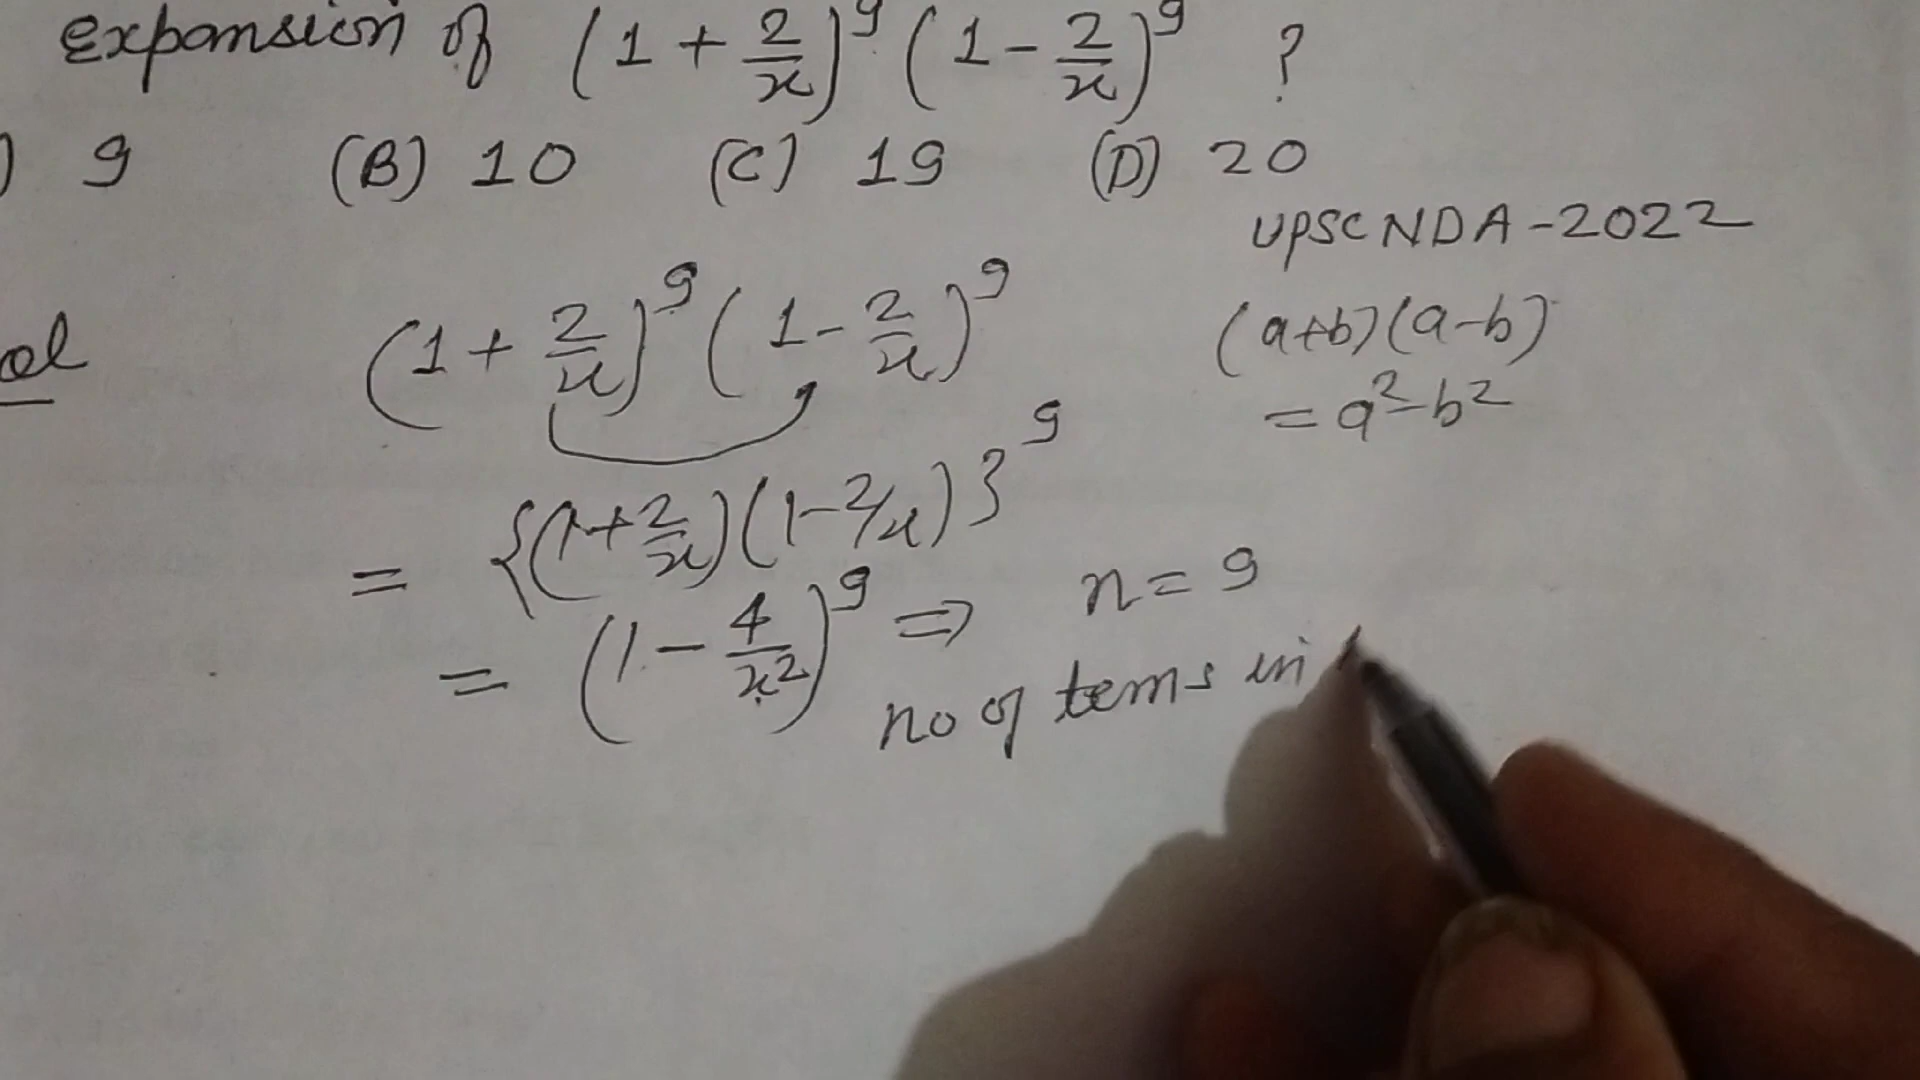 Expansion of (1 + 2/x)^9 (1 - 2/x)^9 ?
) 9 (B) 10 (C) 19 (D) 20
UPSC NDA-2022
ol (1 + 2/x)^9 (1 - 2/x)^9
(a+b)(a-b)
= a²-b²
= {(1+2/x)(1-2/x)}^9
= (1 - 4/x²)^9 => n = 9
no of tems in